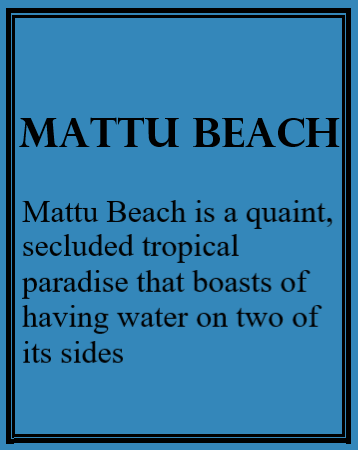 MATTU BEACH
Mattu Beach is a quaint,
secluded tropical
paradise that boasts of
having water on two of
its sides